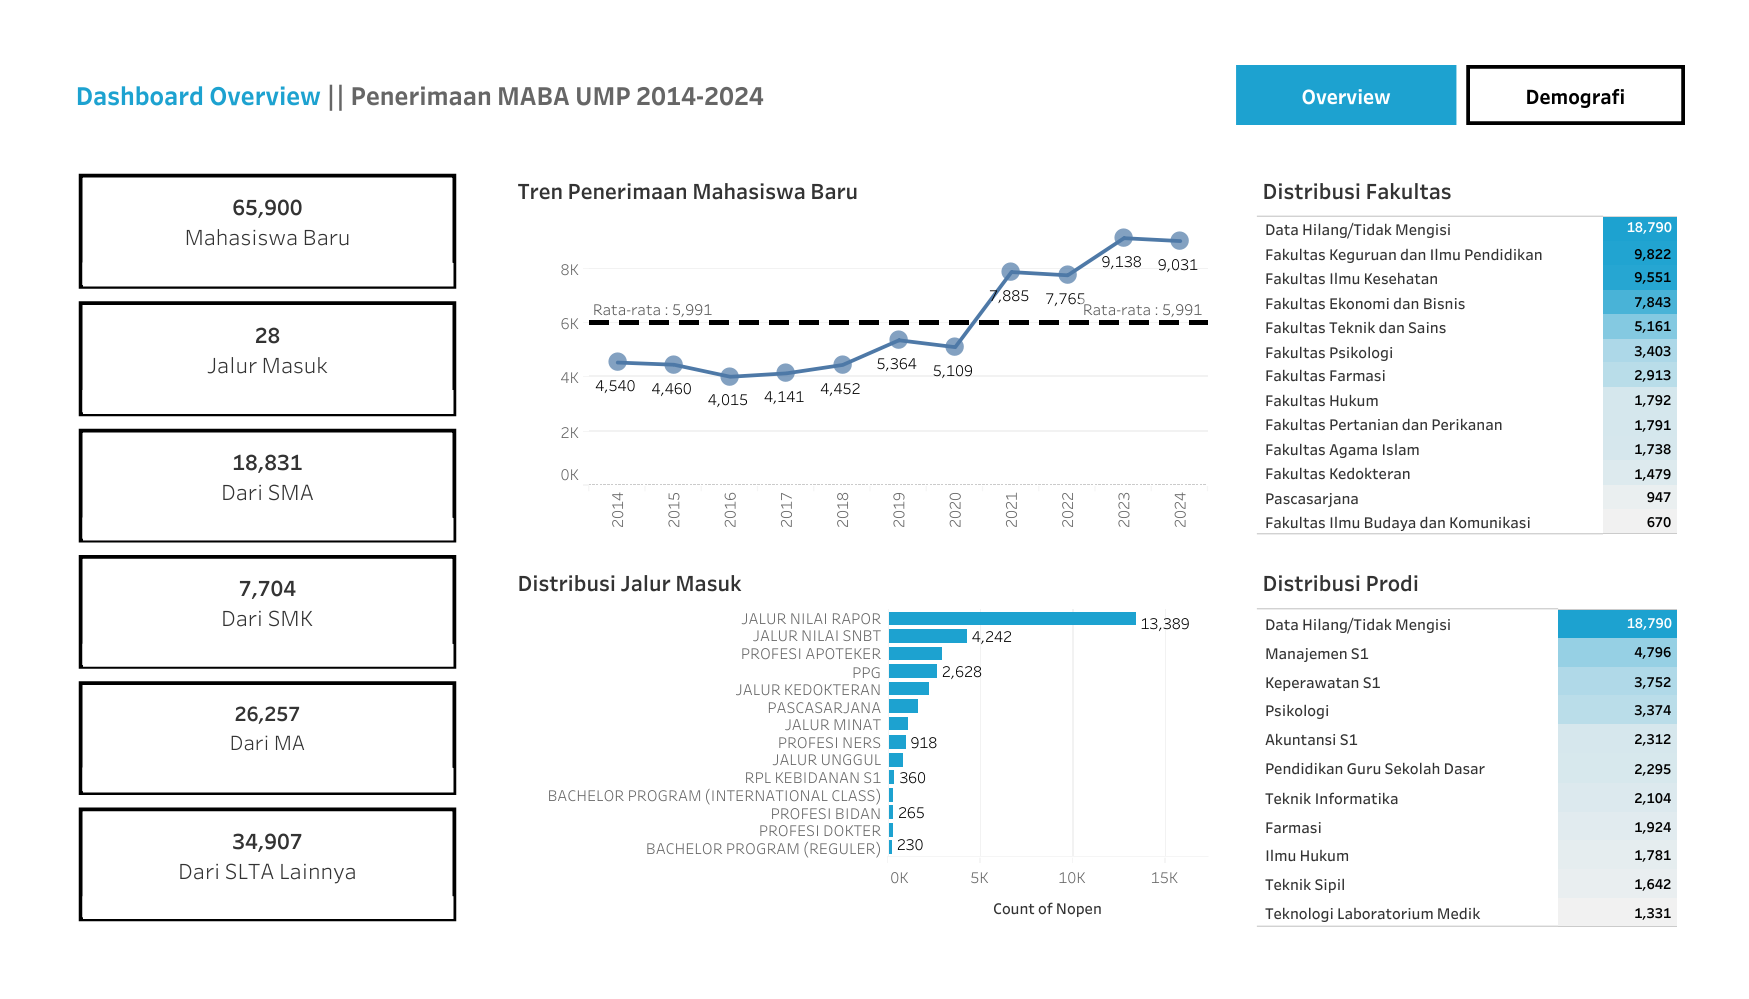 Dashboard Overview || Penerimaan MABA UMP 2014-2024
Overview
Demografi
65,900
Mahasiswa Baru
28
Jalur Masuk
18,831
Dari SMA
7,704
Dari SMK
26,257
Dari MA
34,907
Dari SLTA Lainnya
Tren Penerimaan Mahasiswa Baru
8K
6K
4K
2K
0K
Rata-rata : 5,991
Rata-rata : 5,991
4,540
4,460
4,015
4,141
4,452
5,364
5,109
7,885
7,765
9,138
9,031
2014
2015
2016
2017
2018
2019
2020
2021
2022
2023
2024
Distribusi Jalur Masuk
JALUR NILAI RAPOR 13,389
JALUR NILAI SNBT 4,242
PROFESI APOTEKER
PPG 2,628
JALUR KEDOKTERAN
PASCASARJANA
JALUR MINAT
PROFESI NERS 918
JALUR UNGGUL
RPL KEBIDANAN S1 360
BACHELOR PROGRAM (INTERNATIONAL CLASS)
PROFESI BIDAN 265
PROFESI DOKTER
BACHELOR PROGRAM (REGULER) 230
0K 5K 10K 15K
Count of Nopen
Distribusi Fakultas
Data Hilang/Tidak Mengisi 18,790
Fakultas Keguruan dan Ilmu Pendidikan 9,822
Fakultas Ilmu Kesehatan 9,551
Fakultas Ekonomi dan Bisnis 7,843
Fakultas Teknik dan Sains 5,161
Fakultas Psikologi 3,403
Fakultas Farmasi 2,913
Fakultas Hukum 1,792
Fakultas Pertanian dan Perikanan 1,791
Fakultas Agama Islam 1,738
Fakultas Kedokteran 1,479
Pascasarjana 947
Fakultas Ilmu Budaya dan Komunikasi 670
Distribusi Prodi
Data Hilang/Tidak Mengisi 18,790
Manajemen S1 4,796
Keperawatan S1 3,752
Psikologi 3,374
Akuntansi S1 2,312
Pendidikan Guru Sekolah Dasar 2,295
Teknik Informatika 2,104
Farmasi 1,924
Ilmu Hukum 1,781
Teknik Sipil 1,642
Teknologi Laboratorium Medik 1,331